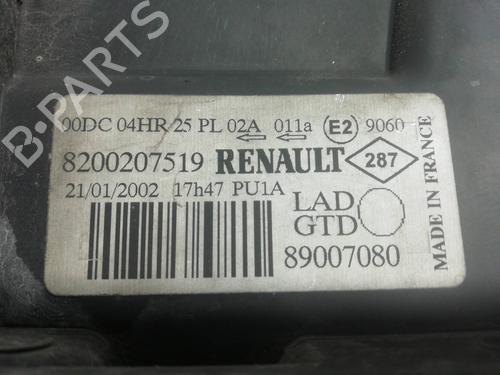 00DC 04HR 25 PL 02A 011a E2 9060
8200207519 RENAULT 287
21/01/2002 17h47 PU1A
LAD
GTD
89007080
MADE IN FRANCE
B-PARTS